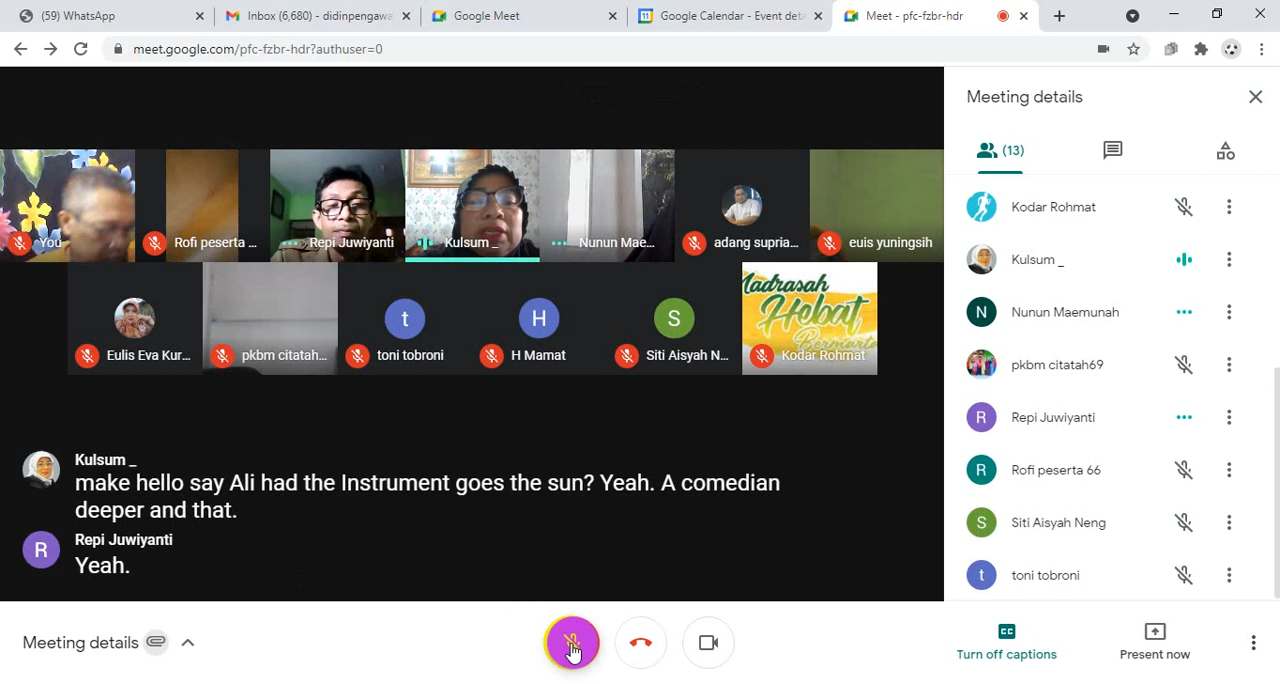 (59) WhatsApp
Inbox (6,680) - didinpengawa
Google Meet
Google Calendar - Event deta
Meet - pfc-fzbr-hdr
meet.google.com/pfc-fzbr-hdr?authuser=0
Meeting details
(13)
You
Rofi peserta ...
Repi Juwiyanti
Kulsum _
Nunun Mae...
adang supria...
euis yuningsih
Eulis Eva Kur...
pkbm citatah...
t
toni tobroni
H
H Mamat
S
Siti Aisyah N...
Madrasah
Hebat
Bermarta
Kodar Rohmat
Kulsum _
make hello say Ali had the Instrument goes the sun? Yeah. A comedian
deeper and that.
R
Repi Juwiyanti
Yeah.
Kodar Rohmat
Kulsum _
N
Nunun Maemunah
pkbm citatah69
R
Repi Juwiyanti
R
Rofi peserta 66
S
Siti Aisyah Neng
t
toni tobroni
Meeting details
CC
Turn off captions
Present now